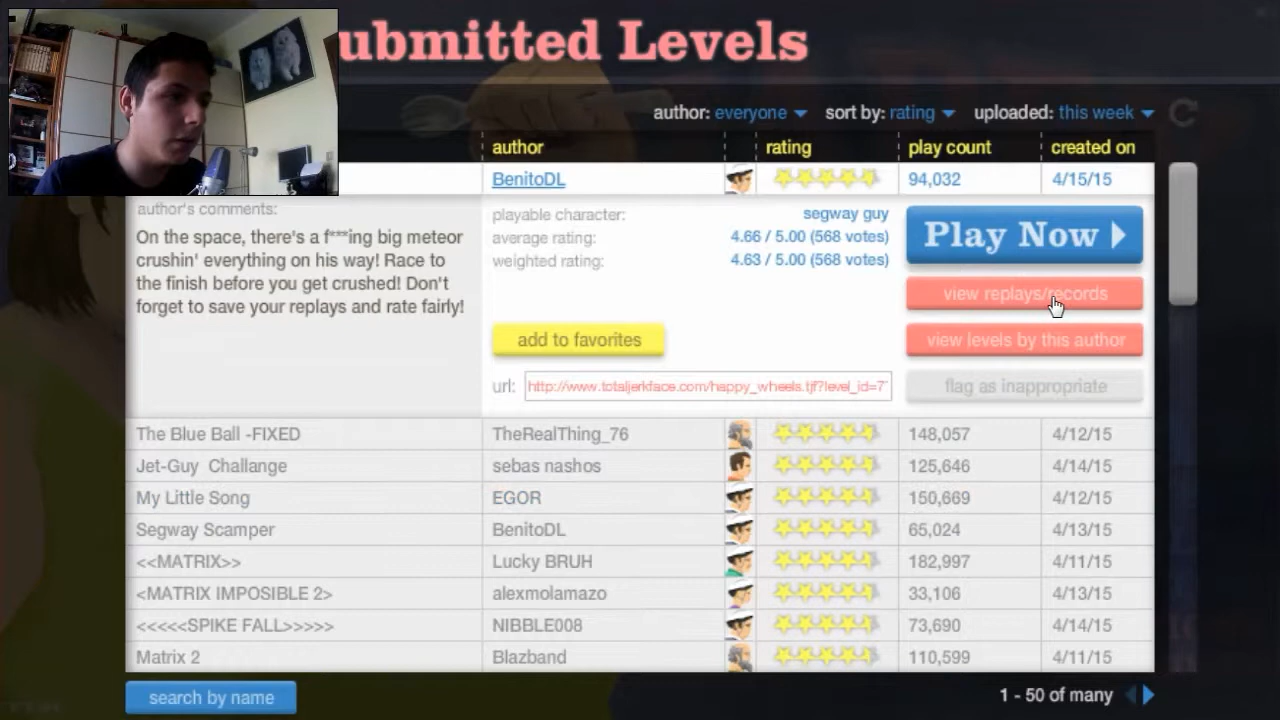 ubmitted Levels
author: everyone sort by: rating uploaded: this week
author rating play count created on
BenitoDL 94,032 4/15/15
author's comments:
On the space, there's a f***ing big meteor
crushin' everything on his way! Race to
the finish before you get crushed! Don't
forget to save your replays and rate fairly!
playable character: segway guy
average rating: 4.66 / 5.00 (568 votes)
weighted rating: 4.63 / 5.00 (568 votes)
add to favorites
url: http://www.totaljerkface.com/happy_wheels.tjf?level_id=7
Play Now
view replays/records
view levels by this author
flag as inappropriate
The Blue Ball -FIXED TheRealThing_76 148,057 4/12/15
Jet-Guy Challange sebas nashos 125,646 4/14/15
My Little Song EGOR 150,669 4/12/15
Segway Scamper BenitoDL 65,024 4/13/15
<<MATRIX>> Lucky BRUH 182,997 4/11/15
<MATRIX IMPOSIBLE 2> alexmolamazo 33,106 4/13/15
<<<<<SPIKE FALL>>>>> NIBBLE008 73,690 4/14/15
Matrix 2 Blazband 110,599 4/11/15
search by name
1 - 50 of many